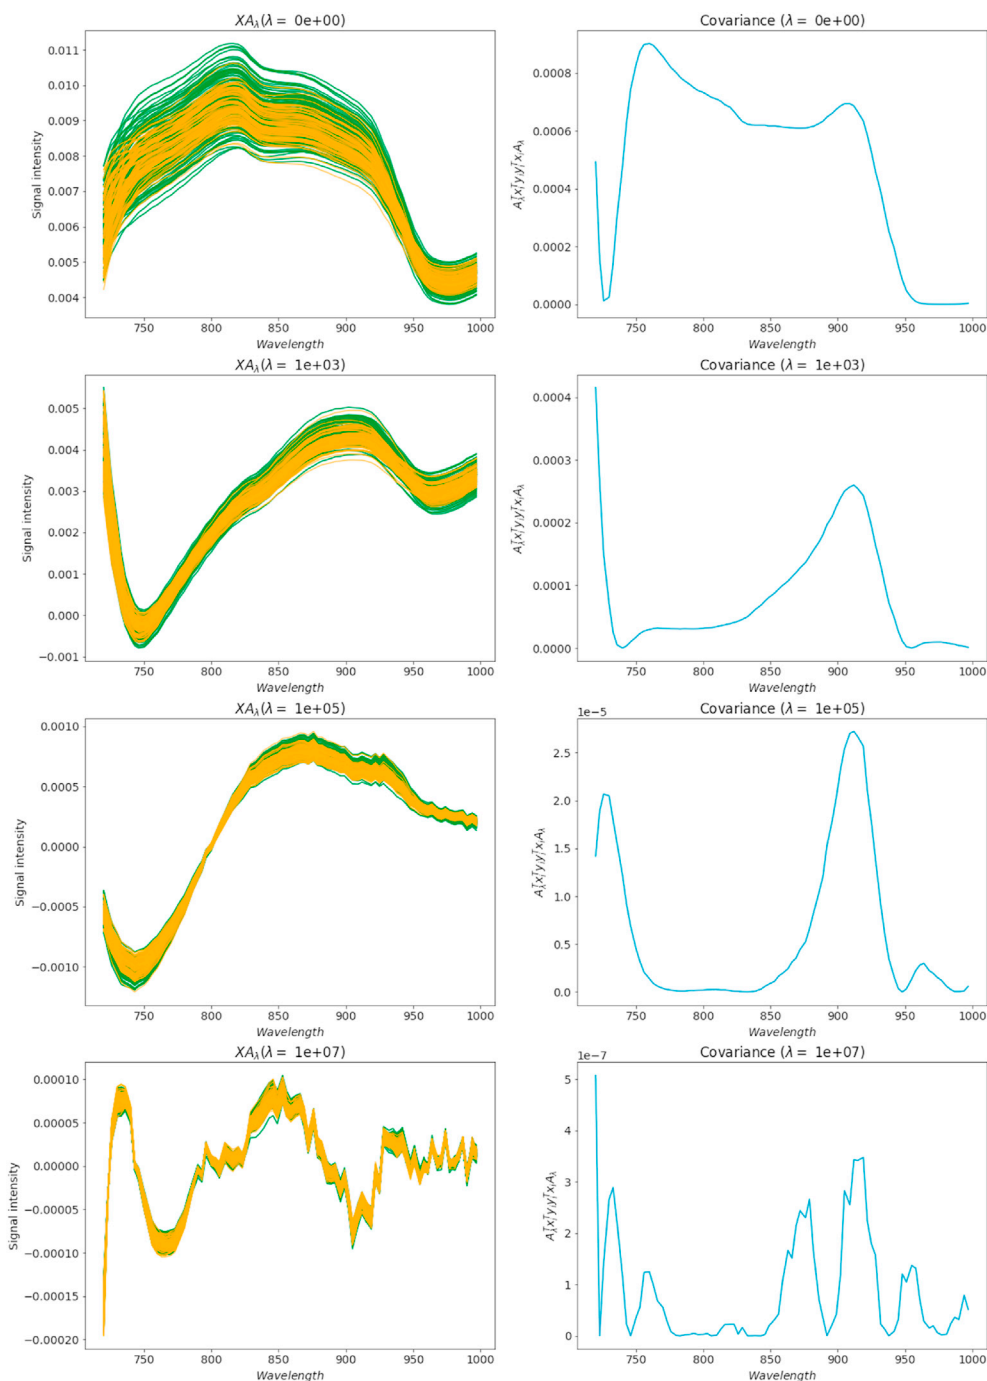 XAλ(λ = 0e+00)
0.011
0.010
0.009
0.008
0.007
0.006
0.005
0.004
Signal intensity
750 800 850 900 950 1000
Wavelength
Covariance (λ = 0e+00)
0.0008
0.0006
0.0004
0.0002
0.0000
AλᵀxᵢᵀyᵢyᵢᵀxᵢAλ
750 800 850 900 950 1000
Wavelength
XAλ(λ = 1e+03)
0.005
0.004
0.003
0.002
0.001
0.000
−0.001
Signal intensity
750 800 850 900 950 1000
Wavelength
Covariance (λ = 1e+03)
0.0004
0.0003
0.0002
0.0001
0.0000
AλᵀxᵢᵀyᵢyᵢᵀxᵢAλ
750 800 850 900 950 1000
Wavelength
XAλ(λ = 1e+05)
0.0010
0.0005
0.0000
−0.0005
−0.0010
Signal intensity
750 800 850 900 950 1000
Wavelength
Covariance (λ = 1e+05)
1e−5
2.5
2.0
1.5
1.0
0.5
0.0
AλᵀxᵢᵀyᵢyᵢᵀxᵢAλ
750 800 850 900 950 1000
Wavelength
XAλ(λ = 1e+07)
0.00010
0.00005
0.00000
−0.00005
−0.00010
−0.00015
−0.00020
Signal intensity
750 800 850 900 950 1000
Wavelength
Covariance (λ = 1e+07)
1e−7
5
4
3
2
1
0
AλᵀxᵢᵀyᵢyᵢᵀxᵢAλ
750 800 850 900 950 1000
Wavelength